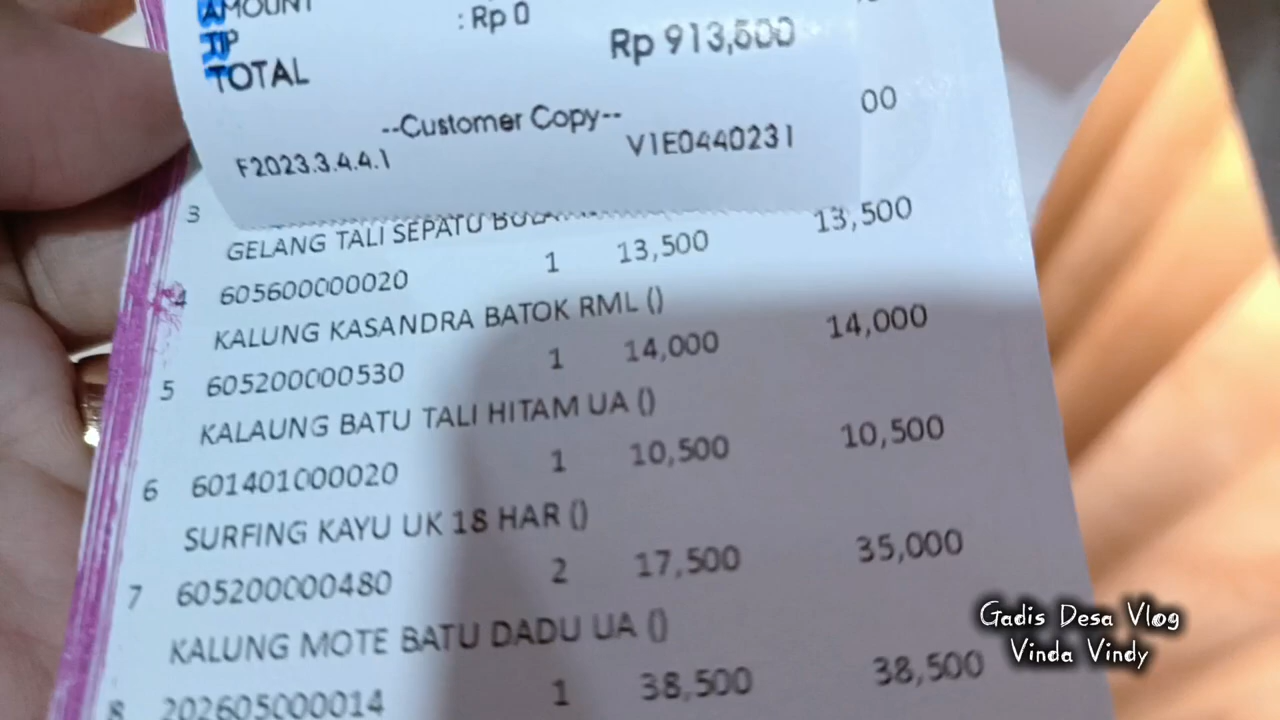 AMOUNT
: Rp 0
TIP
Rp 913,500
TOTAL
--Customer Copy--
00
F2023.3.4.4.1 V1E0440231
3
GELANG TALI SEPATU
4 605600000020 1 13,500 13,500
KALUNG KASANDRA BATOK RML ()
5 605200000530 1 14,000 14,000
KALAUNG BATU TALI HITAM UA ()
6 601401000020 1 10,500 10,500
SURFING KAYU UK 18 HAR ()
7 605200000480 2 17,500 35,000
KALUNG MOTE BATU DADU UA ()
8 202605000014 1 38,500 38,500
Gadis Desa Vlog
Vinda Vindy